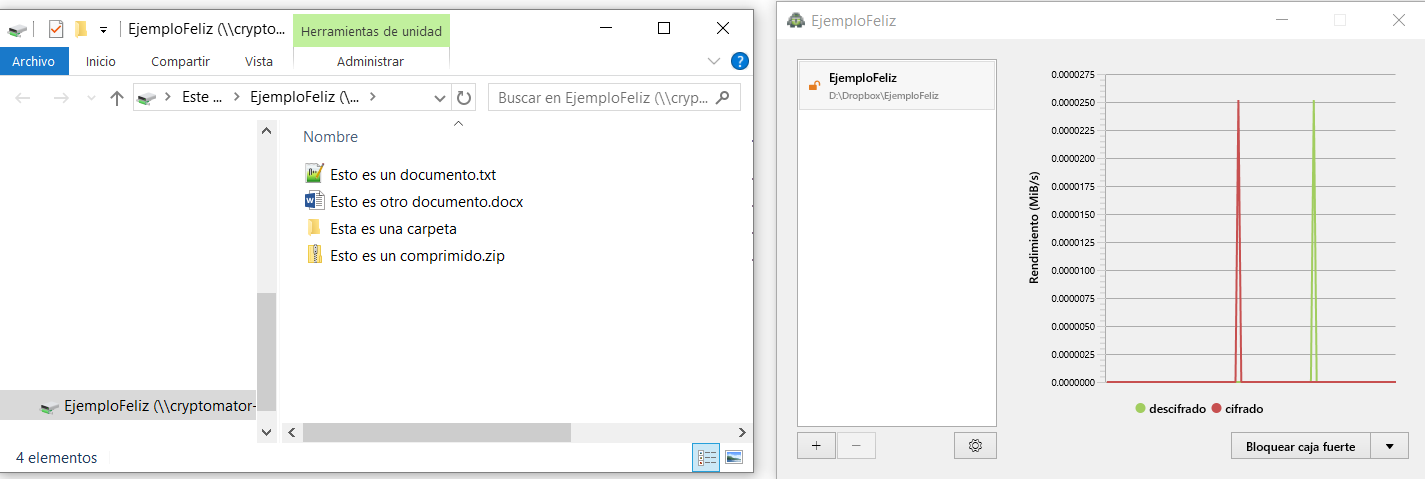 EjemploFeliz (\\crypto...
Herramientas de unidad
Archivo
Inicio
Compartir
Vista
Administrar
Este ...
EjemploFeliz (\...
Buscar en EjemploFeliz (\\cryp...
Nombre
Esto es un documento.txt
Esto es otro documento.docx
Esta es una carpeta
Esto es un comprimido.zip
EjemploFeliz (\\cryptomator-
4 elementos
EjemploFeliz
EjemploFeliz
D:\Dropbox\EjemploFeliz
Rendimiento (MiB/s)
0.0000275
0.0000250
0.0000225
0.0000200
0.0000175
0.0000150
0.0000125
0.0000100
0.0000075
0.0000050
0.0000025
0.0000000
descifrado cifrado
+ −
Bloquear caja fuerte